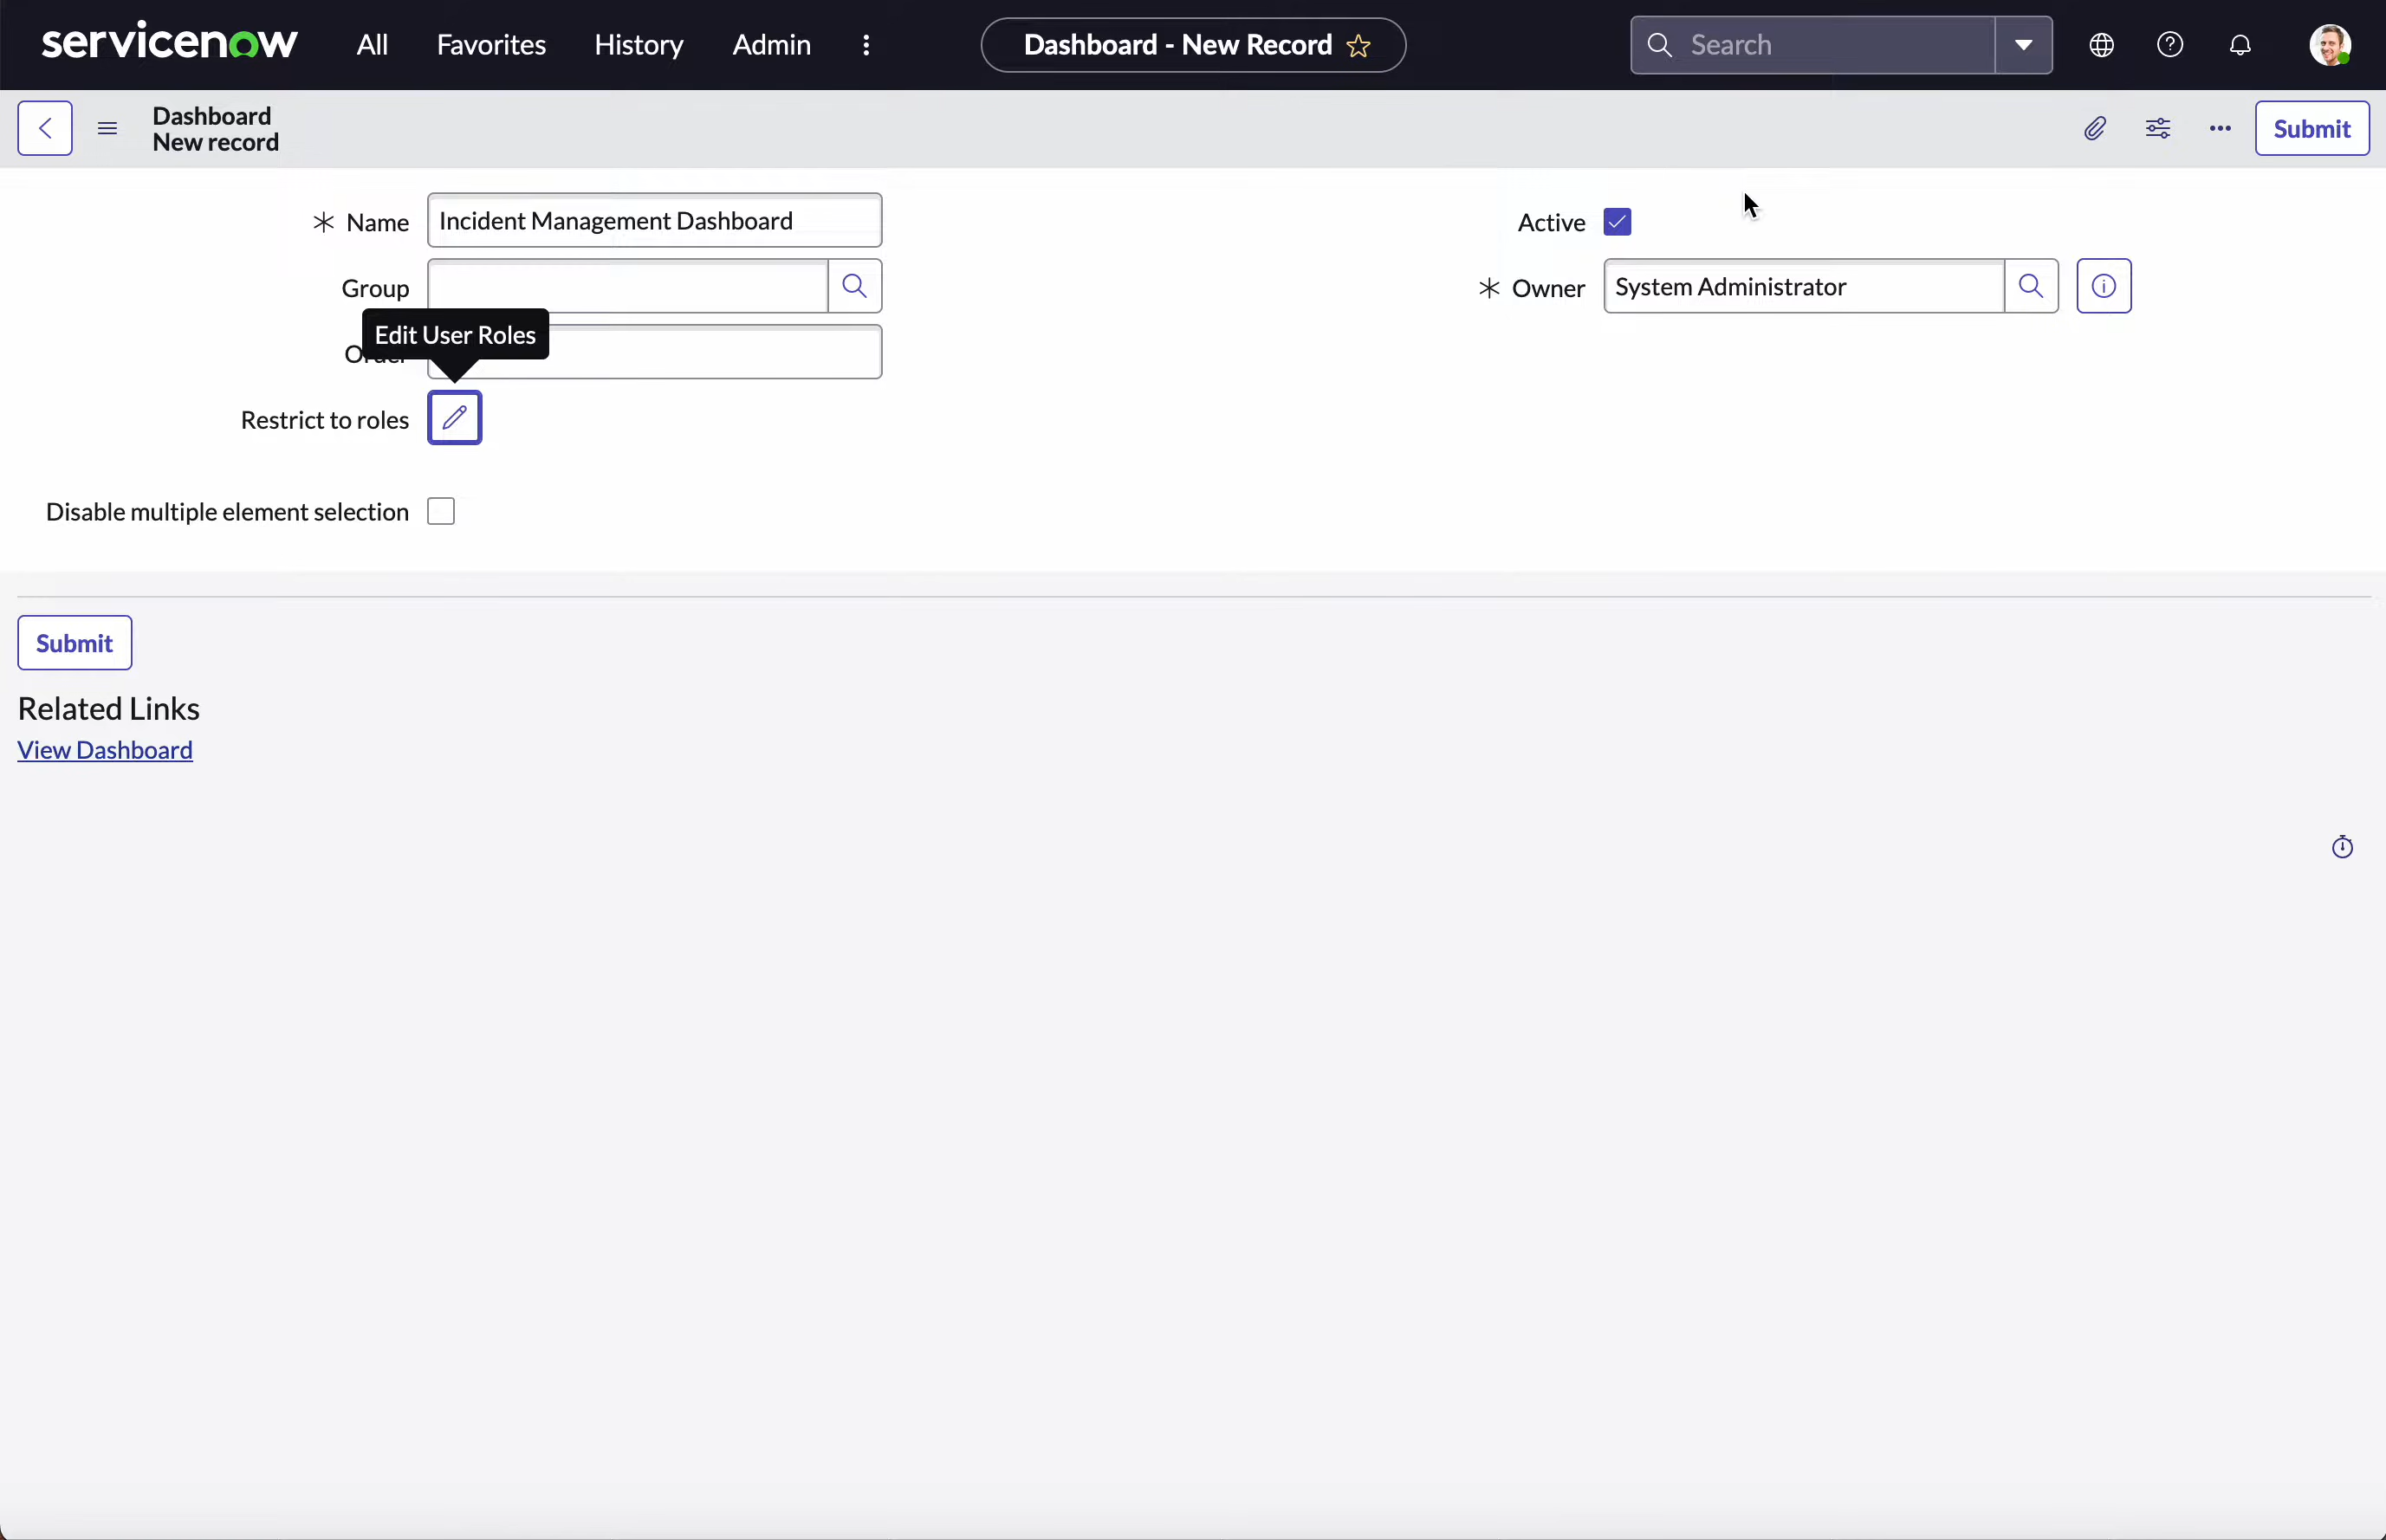 servicenow All Favorites History Admin Dashboard - New Record Search
Dashboard
New record
Submit
Name Incident Management Dashboard
Active
Group
Owner System Administrator
Edit User Roles
Restrict to roles
Disable multiple element selection
Submit
Related Links
View Dashboard